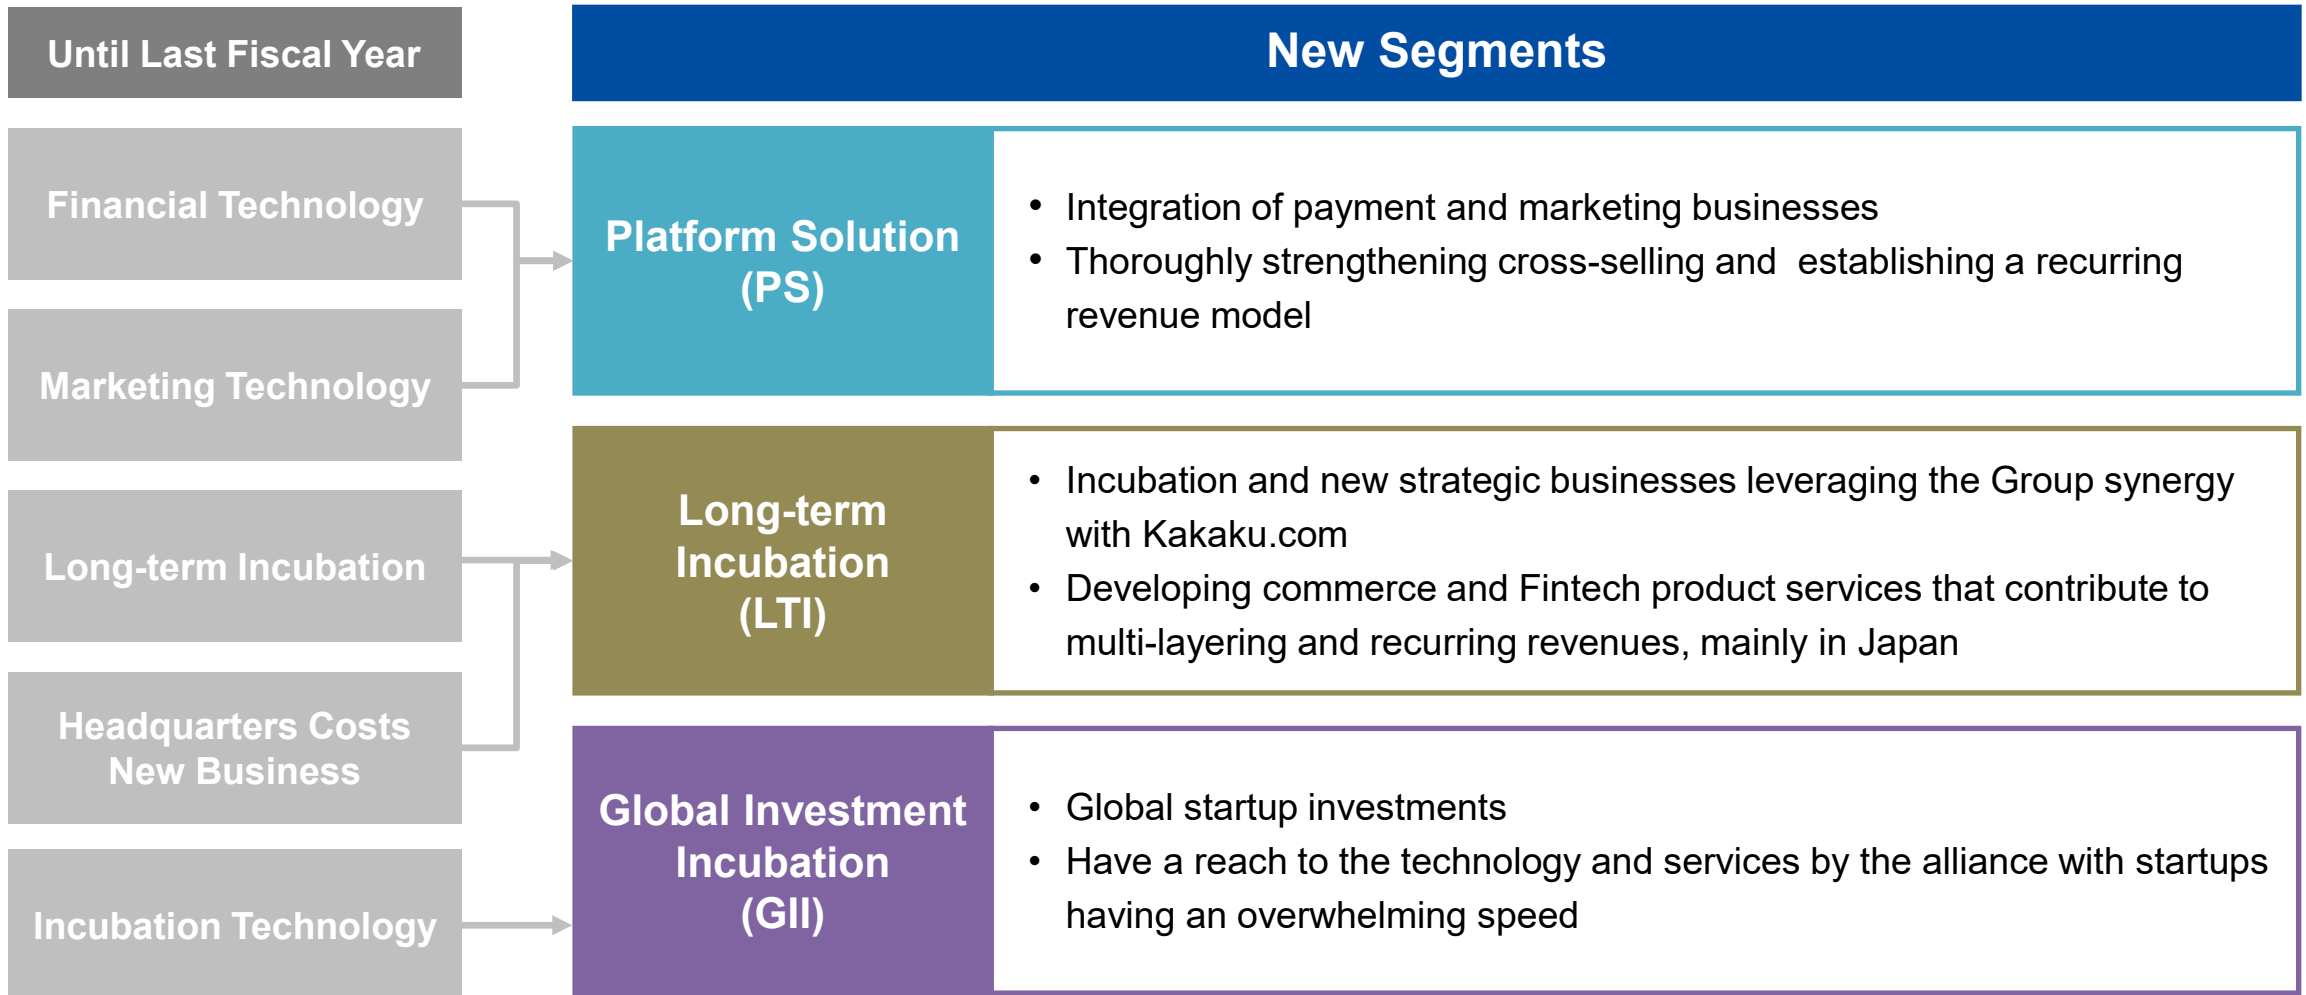 Until Last Fiscal Year
New Segments
Financial Technology
Marketing Technology
Long-term Incubation
Headquarters Costs
New Business
Incubation Technology
Platform Solution
(PS)
• Integration of payment and marketing businesses
• Thoroughly strengthening cross-selling and  establishing a recurring
revenue model
Long-term
Incubation
(LTI)
• Incubation and new strategic businesses leveraging the Group synergy
with Kakaku.com
• Developing commerce and Fintech product services that contribute to
multi-layering and recurring revenues, mainly in Japan
Global Investment
Incubation
(GII)
• Global startup investments
• Have a reach to the technology and services by the alliance with startups
having an overwhelming speed